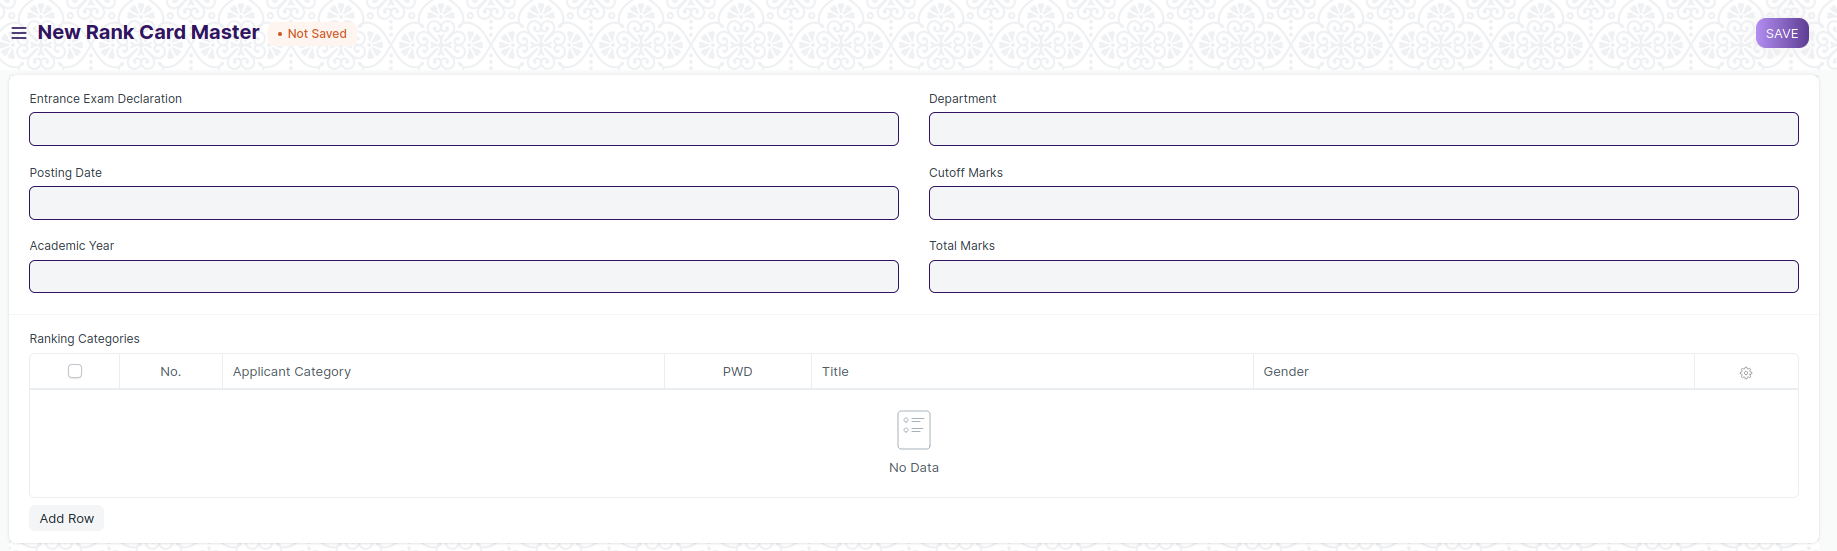 New Rank Card Master
• Not Saved
SAVE
Entrance Exam Declaration
Department
Posting Date
Cutoff Marks
Academic Year
Total Marks
Ranking Categories
No.
Applicant Category
PWD
Title
Gender
No Data
Add Row